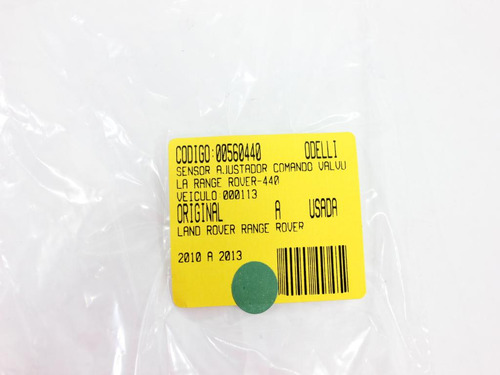 CODIGO:00560440 ODELLI
SENSOR AJUSTADOR COMANDO VALVU
LA RANGE ROVER-440
VEICULO 000113
ORIGINAL A USADA
LAND ROVER RANGE ROVER
2010 A 2013